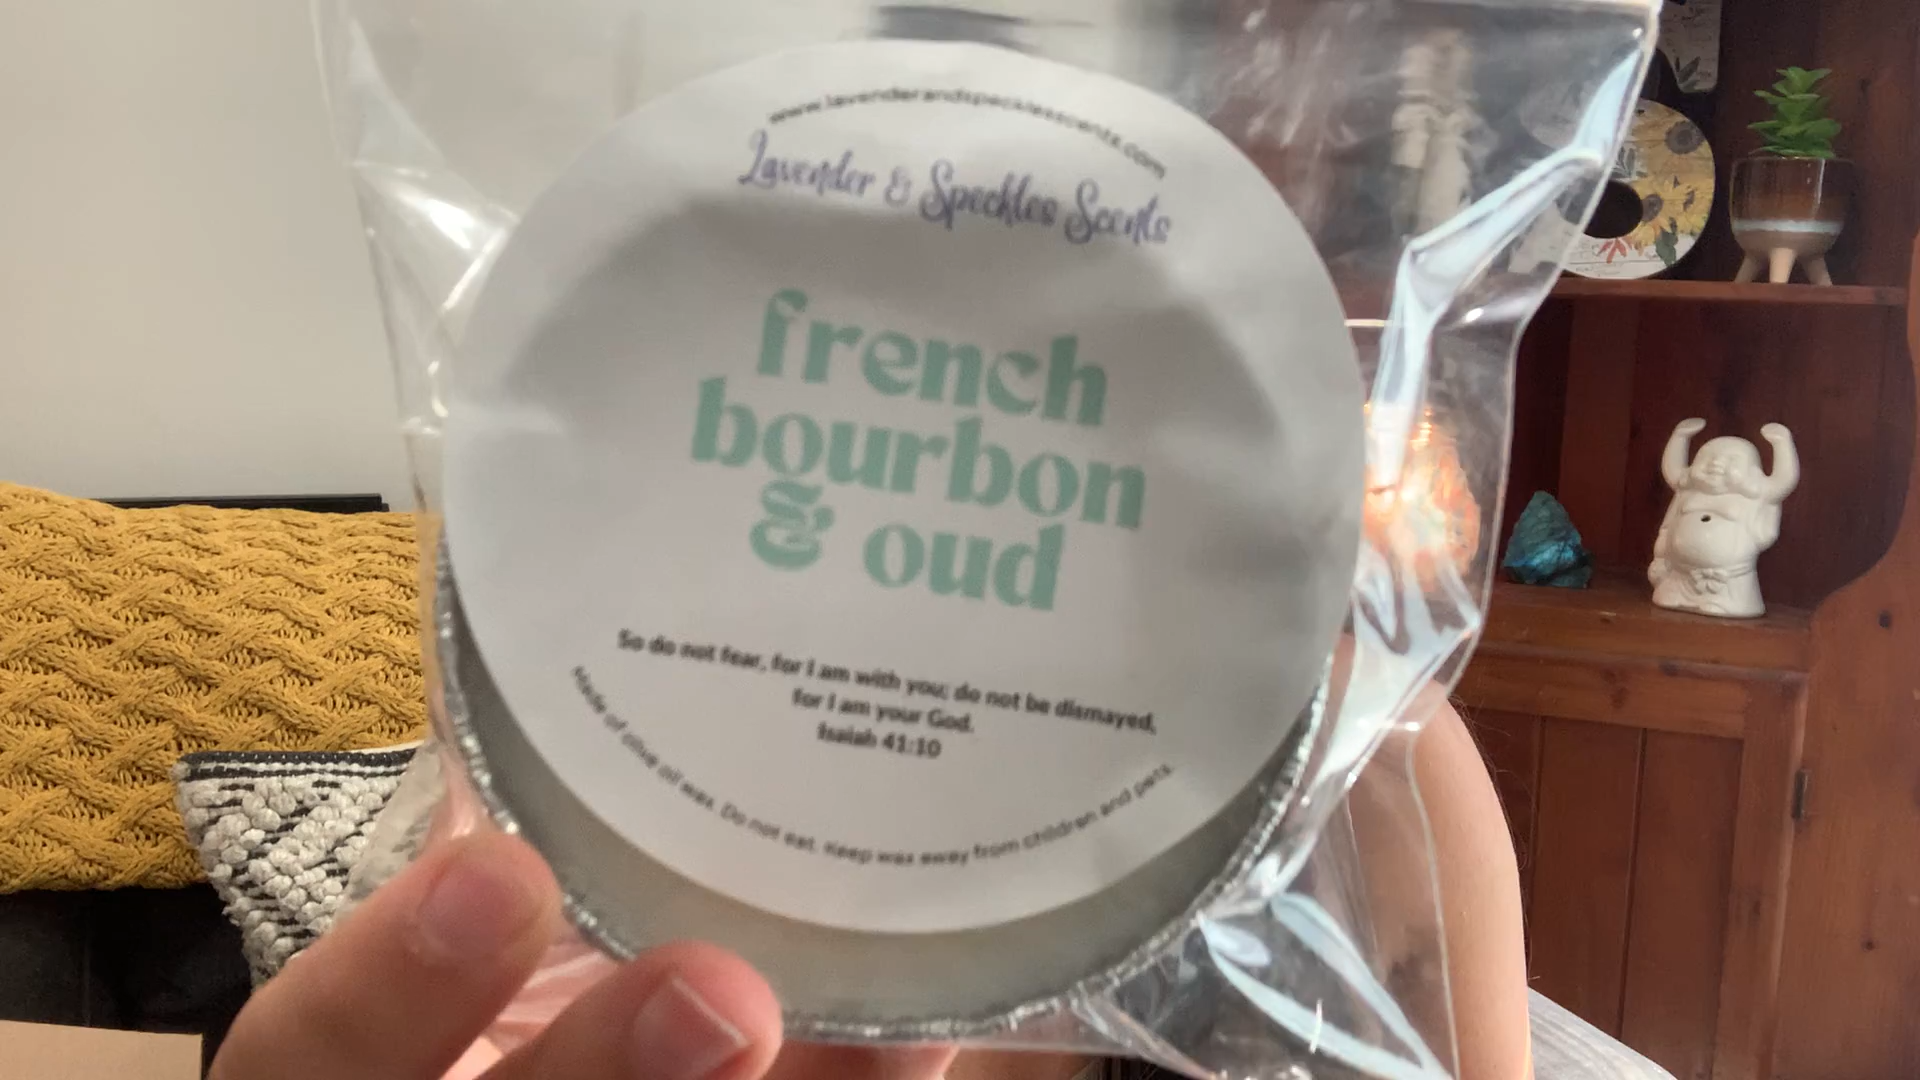 www.lavenderandspecklesscents.com
Lavender & Speckles Scents
french
bourbon
& oud
So do not fear, for I am with you; do not be dismayed,
for I am your God.
Isaiah 41:10
Made of olive oil wax. Do not eat. Keep wax away from children and pets.